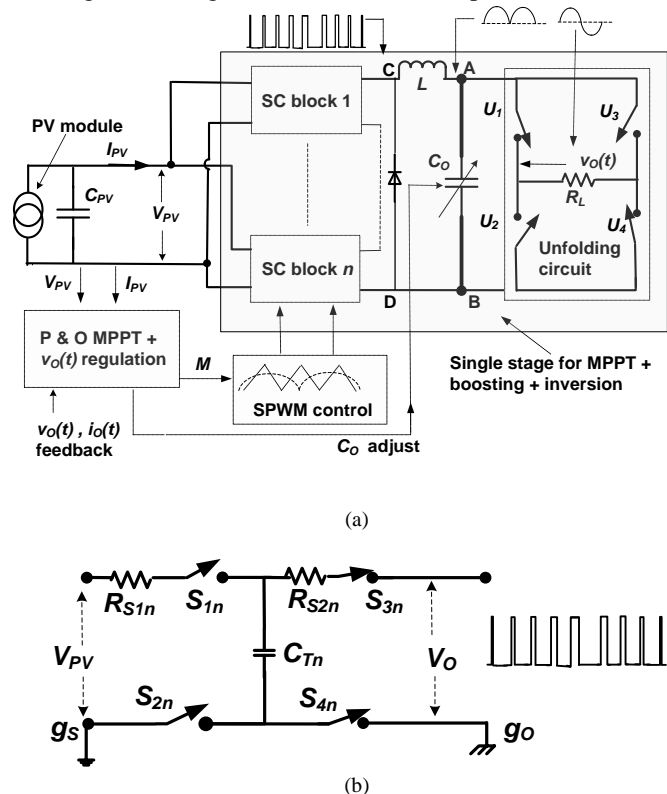 C
L
A
SC block 1
U1
U3
PV module
IPV
CPV
VPV
CO
vO(t)
RL
U2
U4
Unfolding
circuit
SC block n
D
B
VPV
IPV
P & O MPPT +
vO(t) regulation
M
SPWM control
Single stage for MPPT +
boosting + inversion
vO(t) , iO(t)
feedback
CO adjust
(a)
RS1n
S1n
RS2n
S3n
VPV
CTn
VO
S2n
S4n
gS
gO
(b)